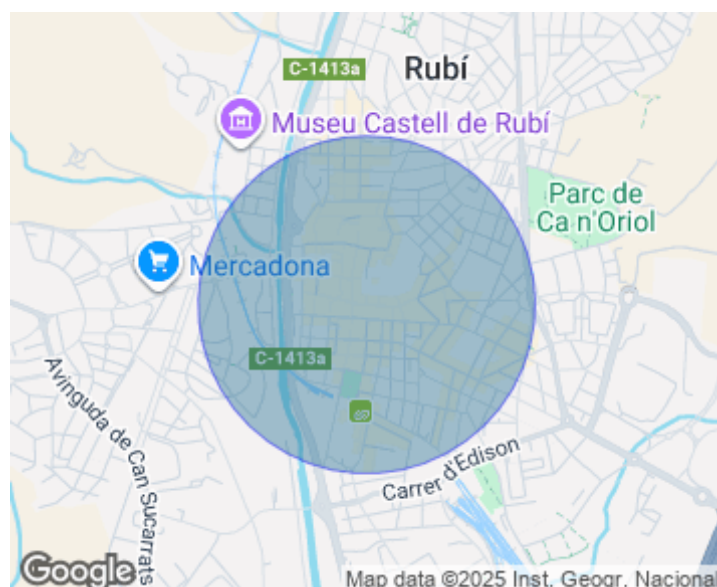 C-1413a
Rubí
Museu Castell de Rubí
Parc de
Ca n'Oriol
Mercadona
C-1413a
Avinguda de Can Sucarrats
Carrer d'Edison
Google
Map data ©2025 Inst. Geogr. Nacional